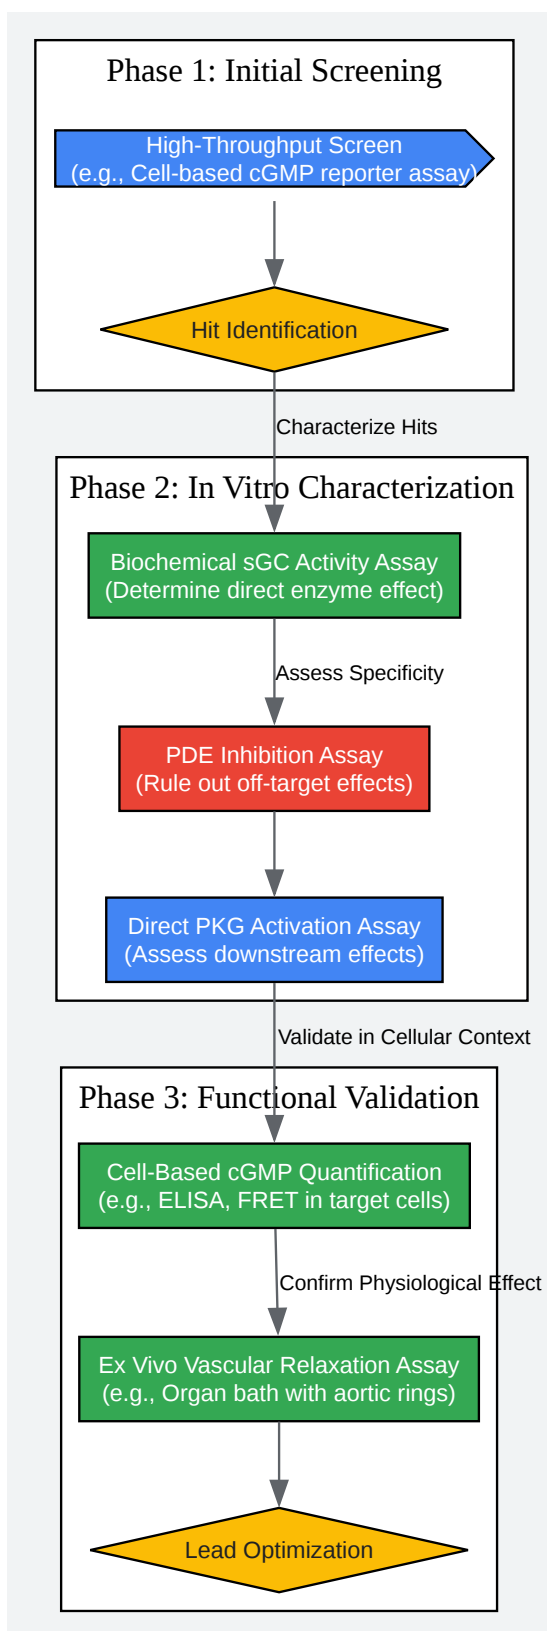 Phase 1: Initial Screening
High-Throughput Screen
(e.g., Cell-based cGMP reporter assay)
Hit Identification
Characterize Hits
Phase 2: In Vitro Characterization
Biochemical sGC Activity Assay
(Determine direct enzyme effect)
Assess Specificity
PDE Inhibition Assay
(Rule out off-target effects)
Direct PKG Activation Assay
(Assess downstream effects)
Validate in Cellular Context
Phase 3: Functional Validation
Cell-Based cGMP Quantification
(e.g., ELISA, FRET in target cells)
Confirm Physiological Effect
Ex Vivo Vascular Relaxation Assay
(e.g., Organ bath with aortic rings)
Lead Optimization